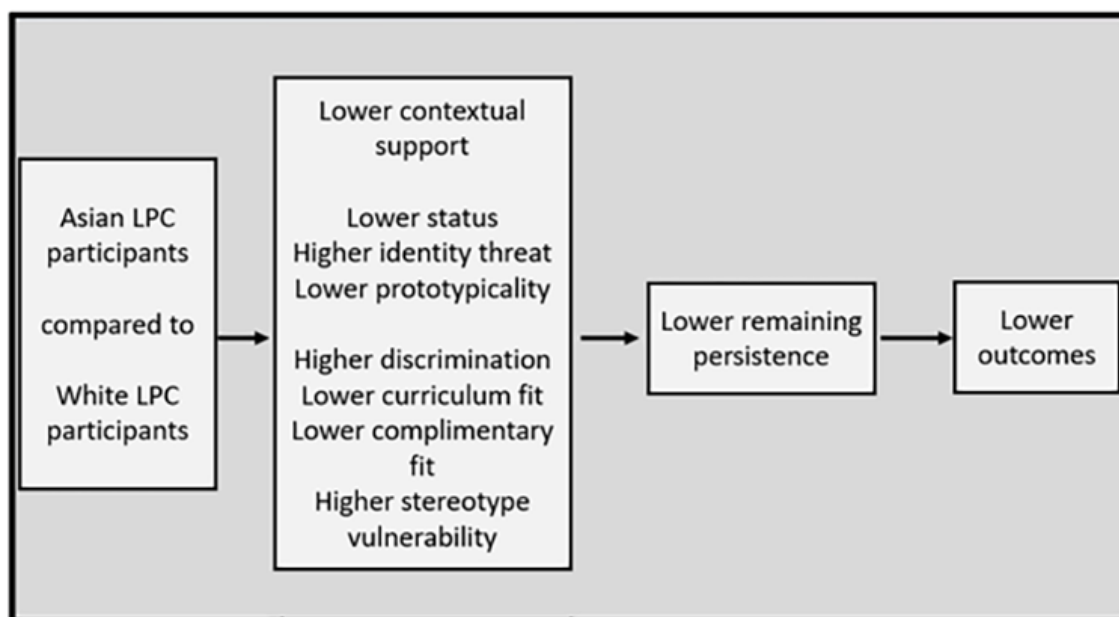 Asian LPC
participants
compared to
White LPC
participants
Lower contextual
support
Lower status
Higher identity threat
Lower prototypicality
Higher discrimination
Lower curriculum fit
Lower complimentary
fit
Higher stereotype
vulnerability
Lower remaining
persistence
Lower
outcomes